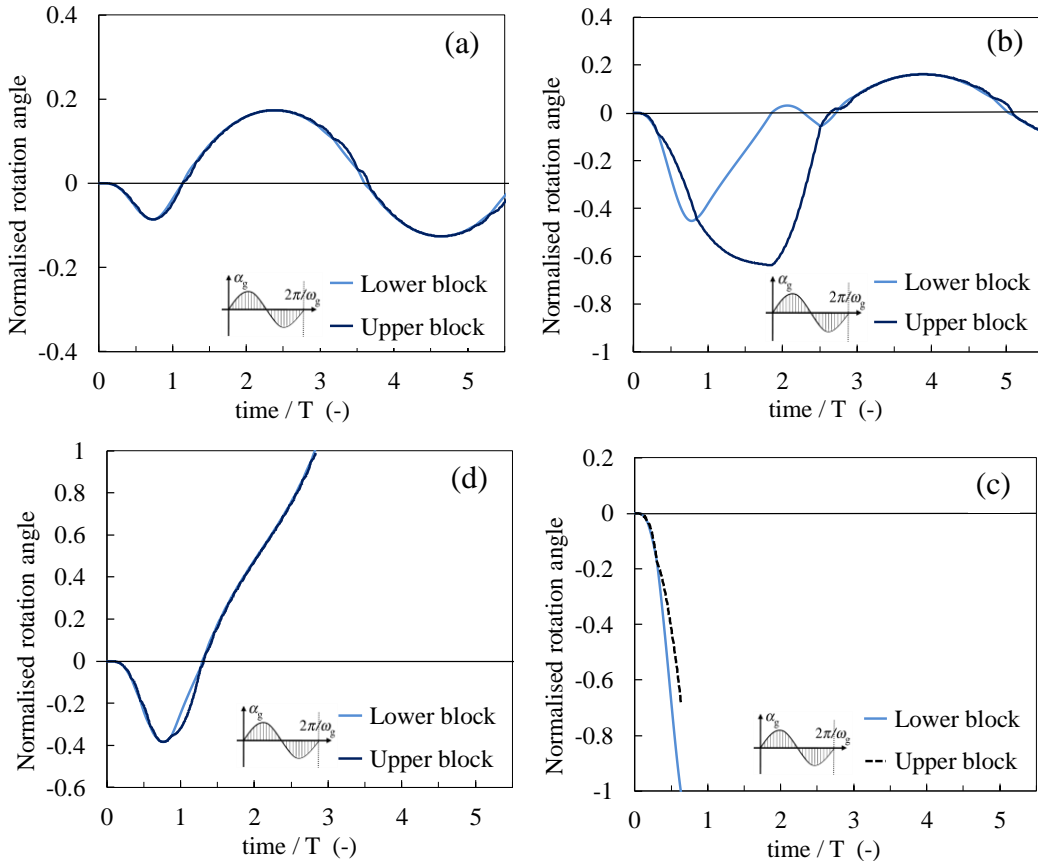 (a)
Normalised rotation angle
0.4
0.2
0
-0.2
-0.4
αg
2π/ωg
Lower block
Upper block
0 1 2 3 4 5
time / T (-)
(b)
Normalised rotation angle
0.4
0.2
0
-0.2
-0.4
-0.6
-0.8
-1
αg
2π/ωg
Lower block
Upper block
0 1 2 3 4 5
time / T (-)
(d)
Normalised rotation angle
1
0.8
0.6
0.4
0.2
0
-0.2
-0.4
-0.6
αg
2π/ωg
Lower block
Upper block
0 1 2 3 4 5
time / T (-)
(c)
Normalised rotation angle
0.2
0
-0.2
-0.4
-0.6
-0.8
-1
αg
2π/ωg
Lower block
Upper block
0 1 2 3 4 5
time / T (-)